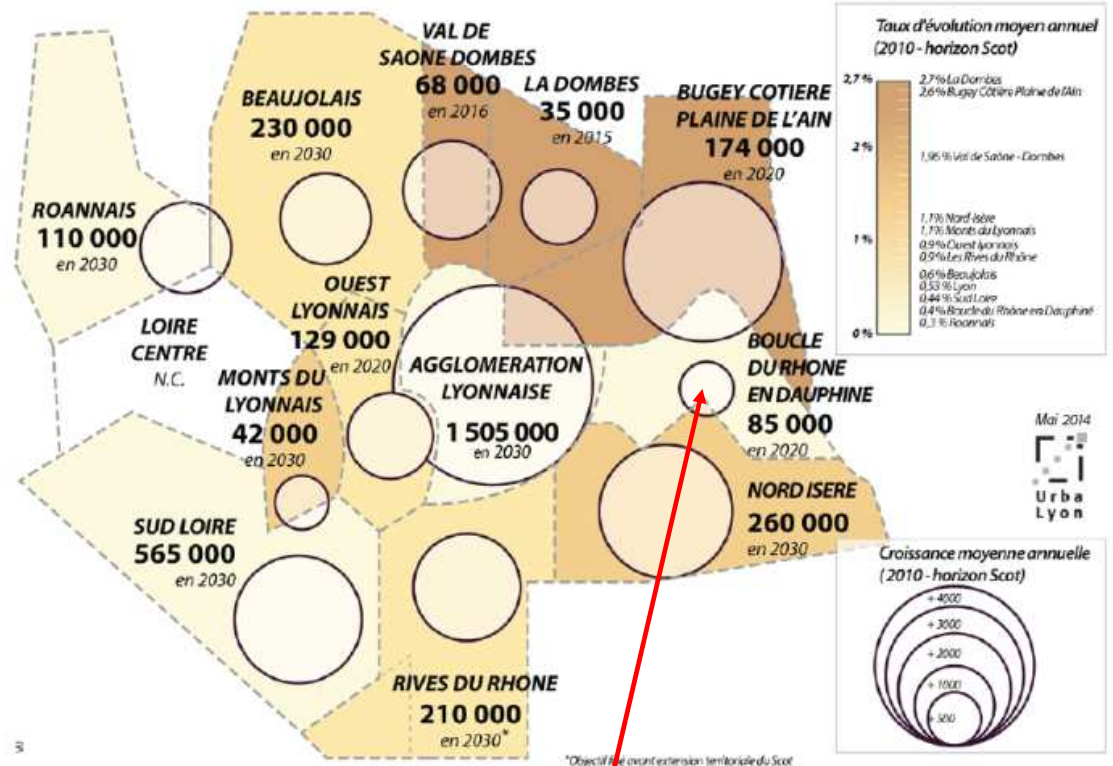 VAL DE
SAONE DOMBES
68 000
en 2016
LA DOMBES
35 000
en 2015
BUGEY COTIERE
PLAINE DE L'AIN
174 000
en 2020
BEAUJOLAIS
230 000
en 2030
ROANNAIS
110 000
en 2030
OUEST
LYONNAIS
129 000
en 2020
LOIRE
CENTRE
N.C.
MONTS DU
LYONNAIS
42 000
en 2030
AGGLOMERATION
LYONNAISE
1 505 000
en 2030
BOUCLE
DU RHONE
EN DAUPHINE
85 000
en 2020
NORD ISERE
260 000
en 2030
SUD LOIRE
565 000
en 2030
RIVES DU RHONE
210 000
en 2030*
*Objectif fixé avant extension territoriale du Scot
Taux d'évolution moyen annuel
(2010 - horizon Scot)
2,7 %
2 %
1 %
0 %
2,7 % La Dombes
2,6 % Bugey Côtière Plaine de l'Ain
1,96 % Val de Saône - Dombes
1,1% Nord-Isère
1,1% Monts du Lyonnais
0,9% Ouest lyonnais
0,9% Les Rives du Rhône
0,6% Beaujolais
0,53 % Lyon
0,44 % Sud Loire
0,4% Boucle du Rhône en Dauphiné
0,3 % Roannais
Mai 2014
Urba
Lyon
Croissance moyenne annuelle
(2010 - horizon Scot)
+ 4000
+ 3000
+ 2000
+ 1000
+ 500